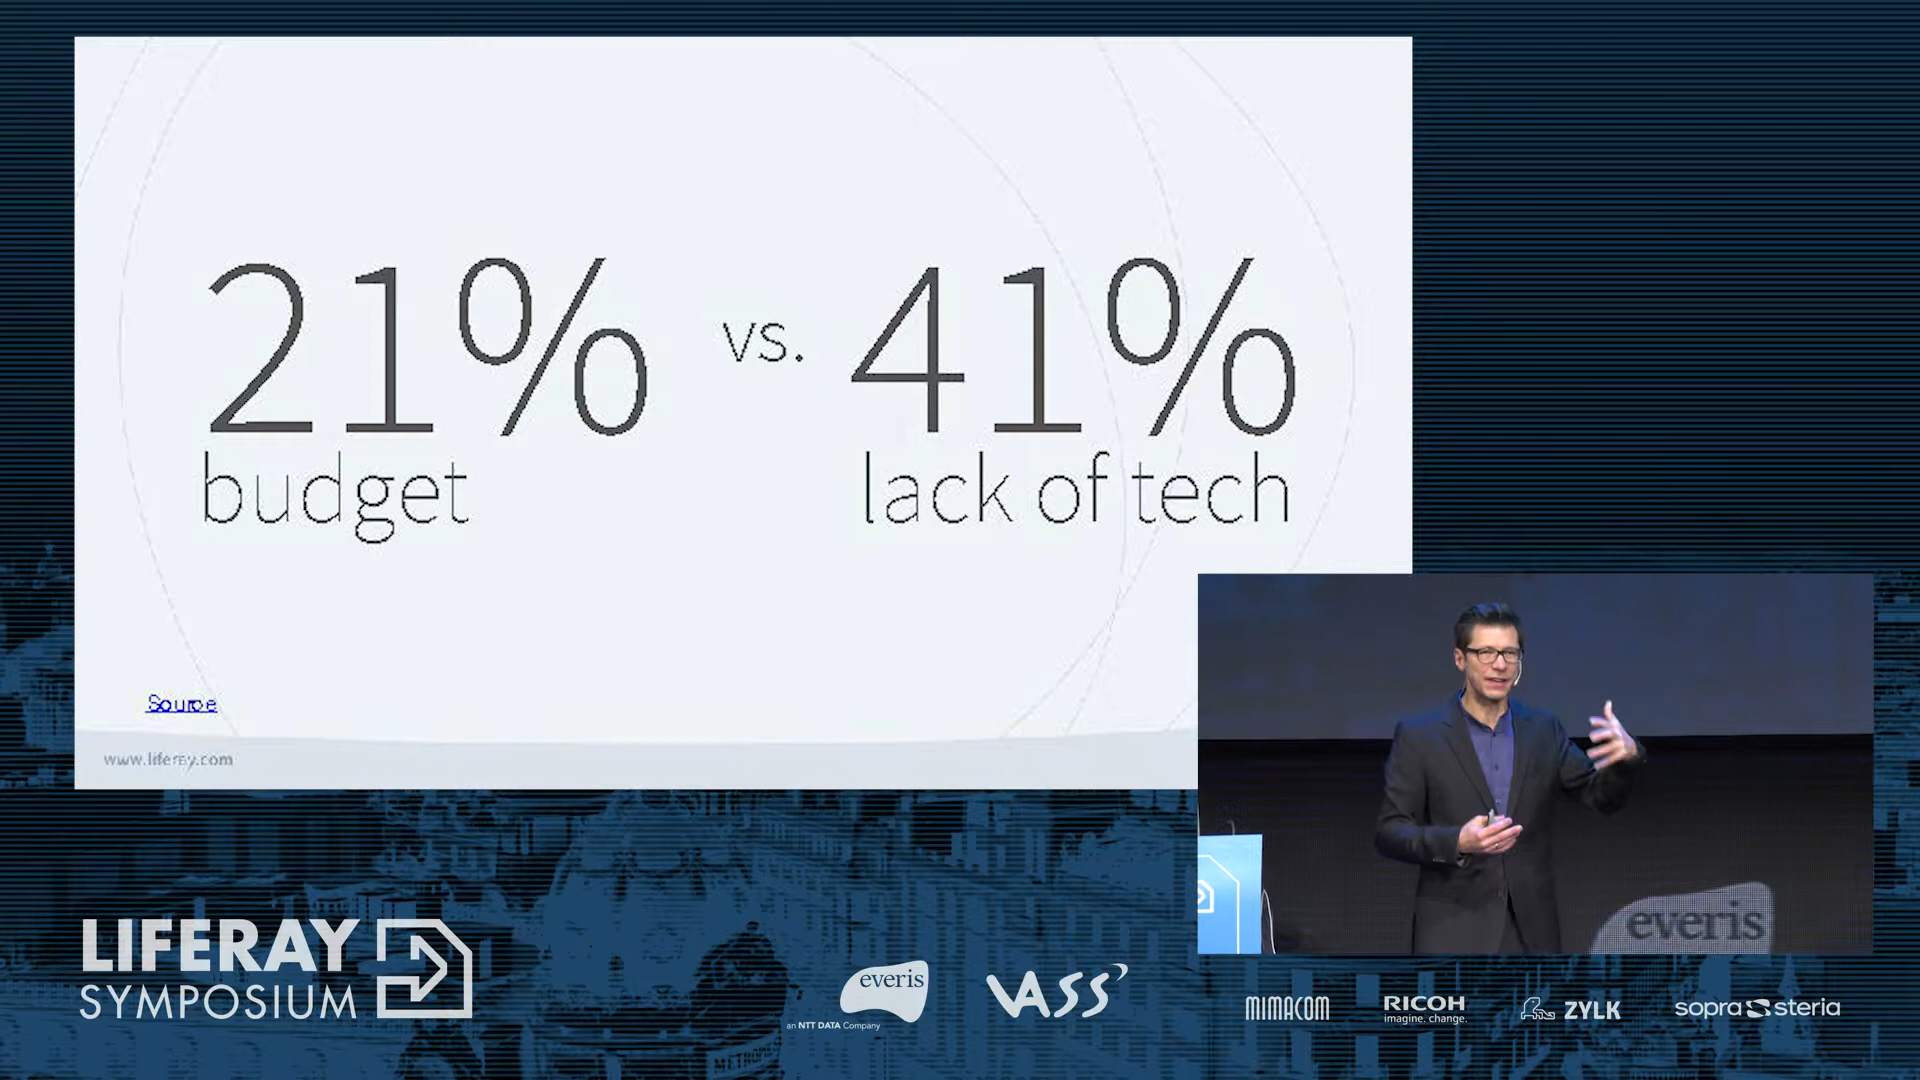 21% vs. 41%
budget lack of tech
Source
www.liferay.com
everis
LIFERAY
SYMPOSIUM
everis
an NTT DATA Company
VASS
MIMACOM
RICOH
imagine. change.
ZYLK
sopra steria
METROPO